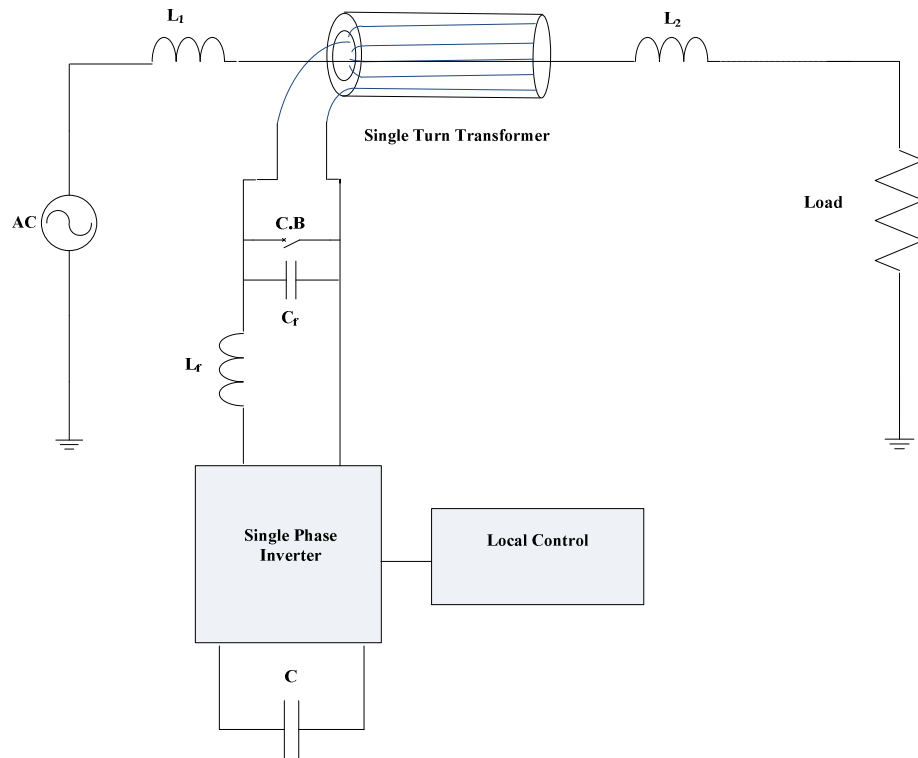 L1
L2
Single Turn Transformer
AC
Load
C.B
Cf
Lf
Single Phase
Inverter
Local Control
C